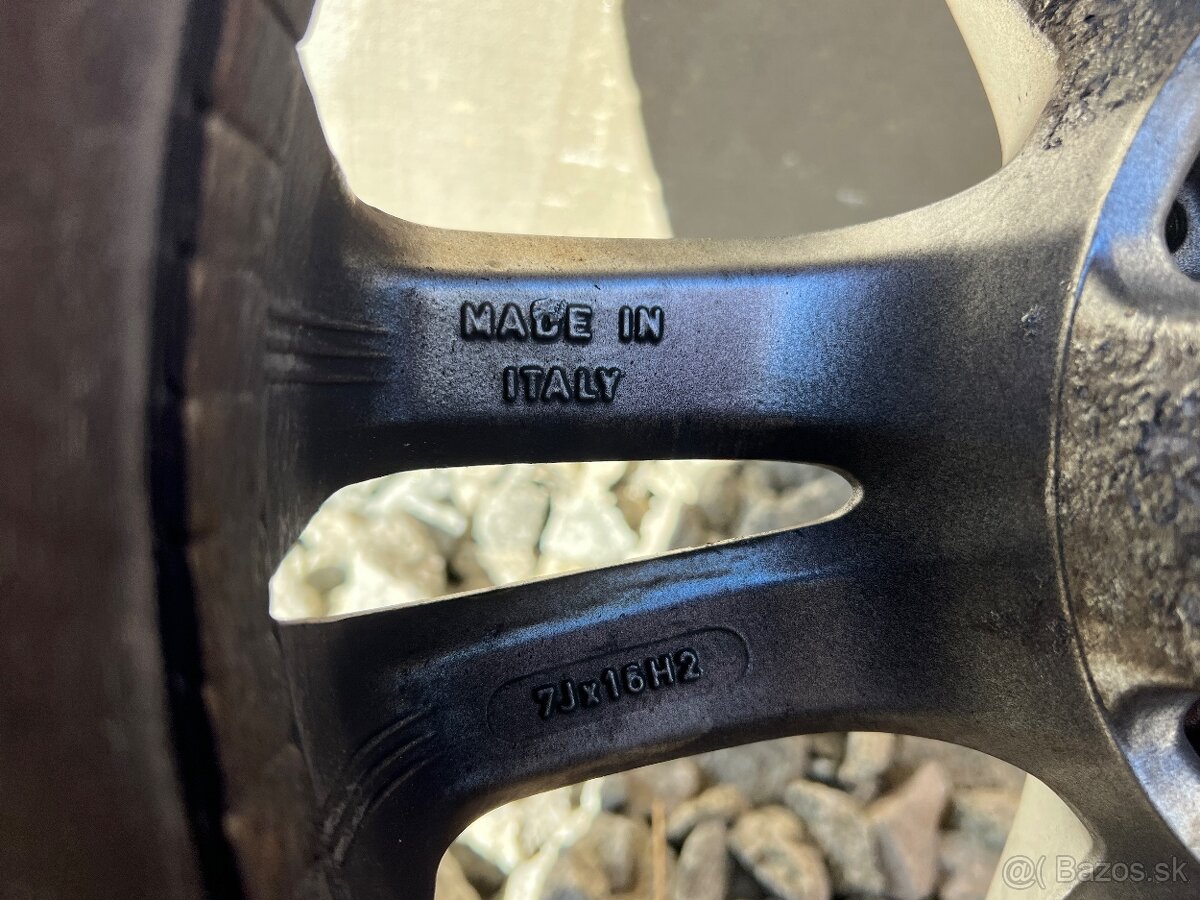 MADE IN
ITALY
7Jx16H2
@( Bazos.sk